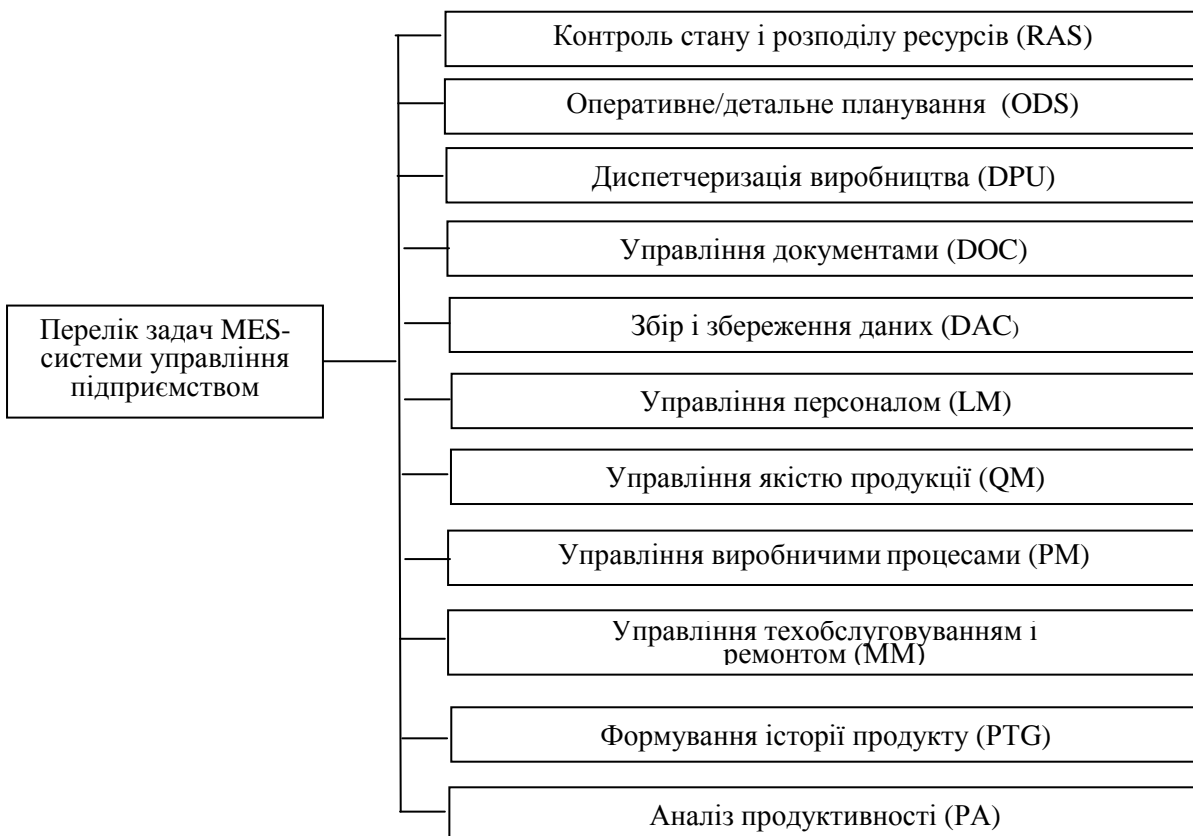 Контроль стану і розподілу ресурсів (RAS)
Оперативне/детальне планування (ODS)
Диспетчеризація виробництва (DPU)
Управління документами (DOC)
Збір і збереження даних (DAC)
Перелік задач MES-
системи управління
підприємством
Управління персоналом (LM)
Управління якістю продукції (QM)
Управління виробничими процесами (PM)
Управління техобслуговуванням і
ремонтом (MM)
Формування історії продукту (PTG)
Аналіз продуктивності (PA)